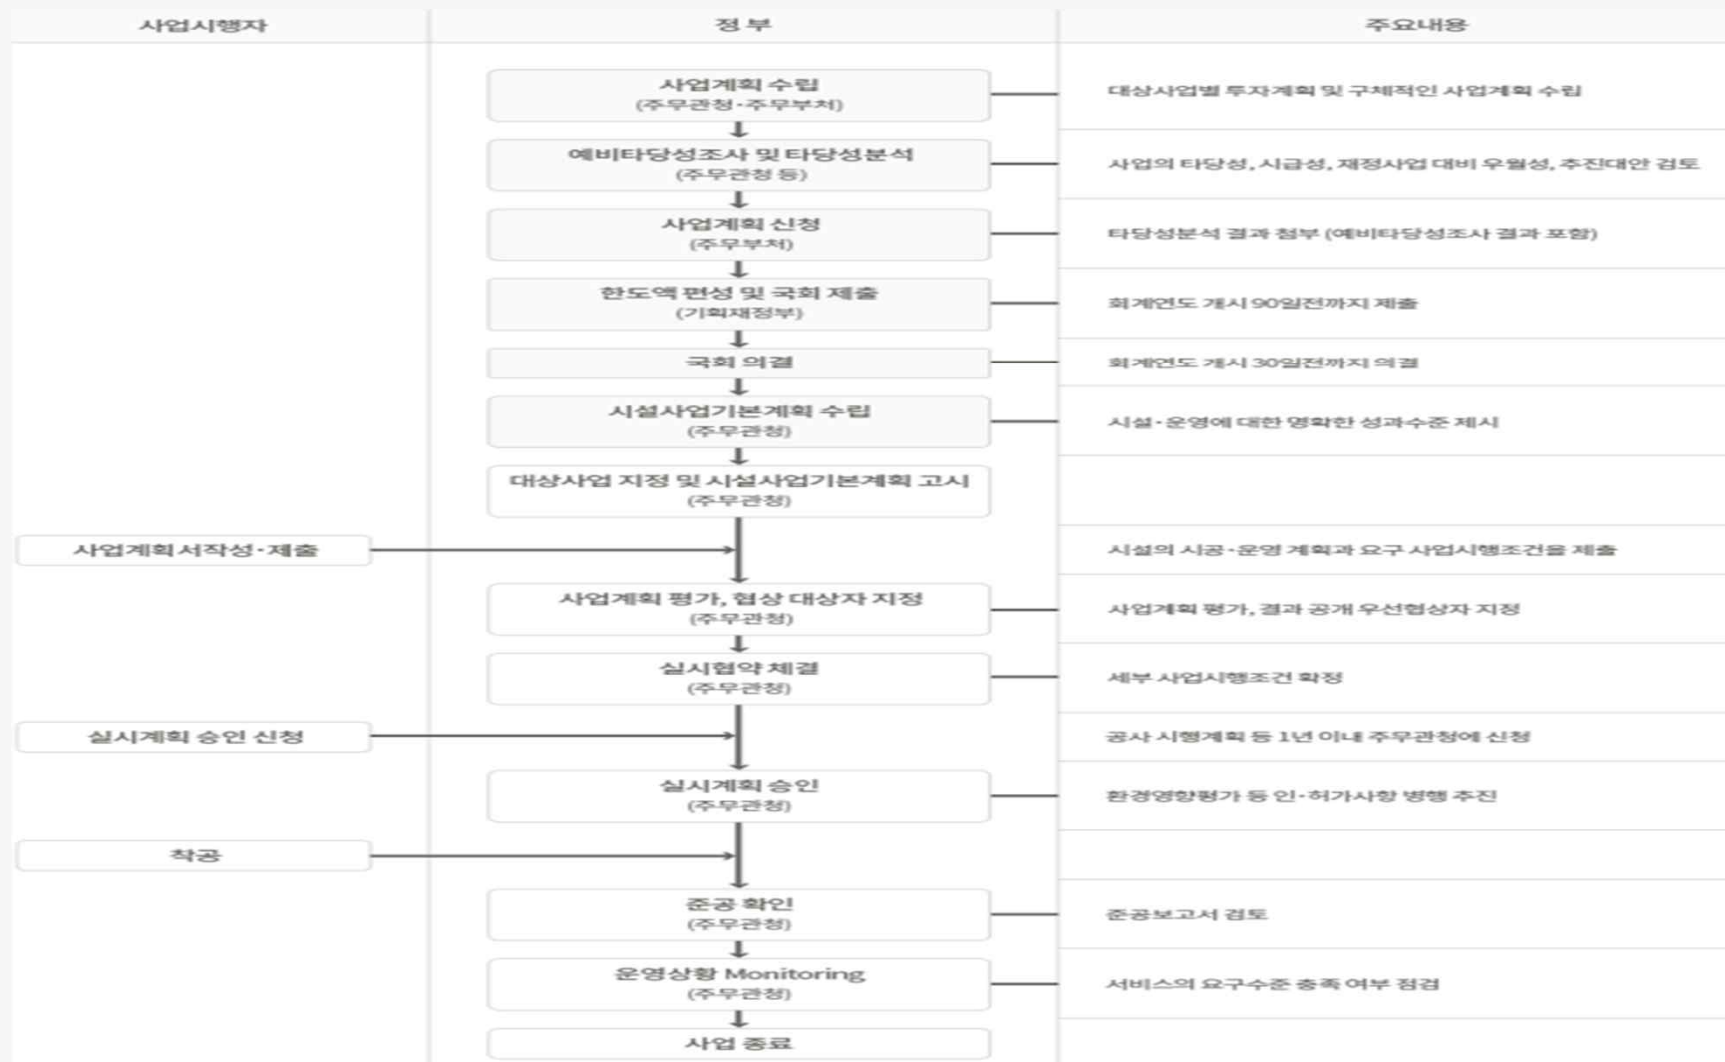 사업시행자
정 부
주요내용
사업계획 수립
(주무관청·주무부처)
대상사업별 투자계획 및 구체적인 사업계획 수립
예비타당성조사 및 타당성분석
(주무관청 등)
사업의 타당성, 시급성, 재정사업 대비 우월성, 추진대안 검토
사업계획 신청
(주무부처)
타당성분석 결과 첨부 (예비타당성조사 결과 포함)
한도액 편성 및 국회 제출
(기획재정부)
회계연도 개시 90일전까지 제출
국회 의결
회계연도 개시 30일전까지 의결
시설사업기본계획 수립
(주무관청)
시설·운영에 대한 명확한 성과수준 제시
대상사업 지정 및 시설사업기본계획 고시
(주무관청)
사업계획서작성·제출
시설의 시공·운영 계획과 요구 사업시행조건을 제출
사업계획 평가, 협상 대상자 지정
(주무관청)
사업계획 평가, 결과 공개 우선협상자 지정
실시협약 체결
(주무관청)
세부 사업시행조건 확정
실시계획 승인 신청
공사 시행계획 등 1년 이내 주무관청에 신청
실시계획 승인
(주무관청)
환경영향평가 등 인·허가사항 병행 추진
착공
준공 확인
(주무관청)
준공보고서 검토
운영상황 Monitoring
(주무관청)
서비스의 요구수준 충족 여부 점검
사업 종료